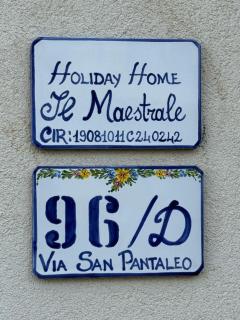 Holiday Home
Il Maestrale
CIR:19081011C240242
96/D
Via San Pantaleo